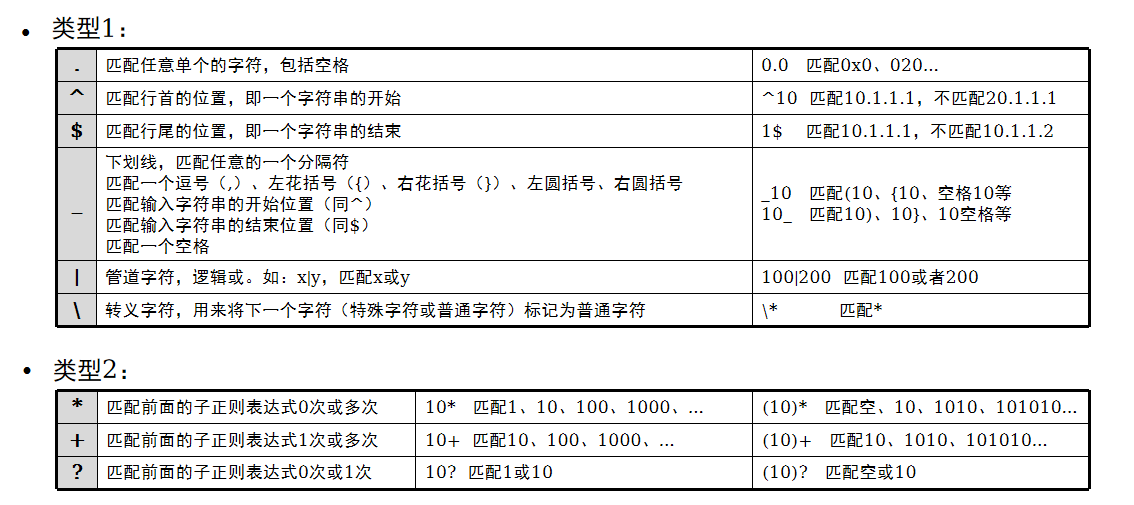 • 类型1：
. 匹配任意单个的字符，包括空格 0.0 匹配0x0、020…
^ 匹配行首的位置，即一个字符串的开始 ^10 匹配10.1.1.1，不匹配20.1.1.1
$ 匹配行尾的位置，即一个字符串的结束 1$ 匹配10.1.1.1，不匹配10.1.1.2
_ 下划线，匹配任意的一个分隔符
匹配一个逗号（,）、左花括号（{）、右花括号（}）、左圆括号、右圆括号
匹配输入字符串的开始位置（同^）
匹配输入字符串的结束位置（同$）
匹配一个空格
_10 匹配(10、{10、空格10等
10_ 匹配10)、10}、10空格等
| 管道字符，逻辑或。如：x|y，匹配x或y 100|200 匹配100或者200
\ 转义字符，用来将下一个字符（特殊字符或普通字符）标记为普通字符 \* 匹配*
• 类型2：
* 匹配前面的子正则表达式0次或多次 10* 匹配1、10、100、1000、… (10)* 匹配空、10、1010、101010…
+ 匹配前面的子正则表达式1次或多次 10+ 匹配10、100、1000、… (10)+ 匹配10、1010、101010…
? 匹配前面的子正则表达式0次或1次 10? 匹配1或10 (10)? 匹配空或10